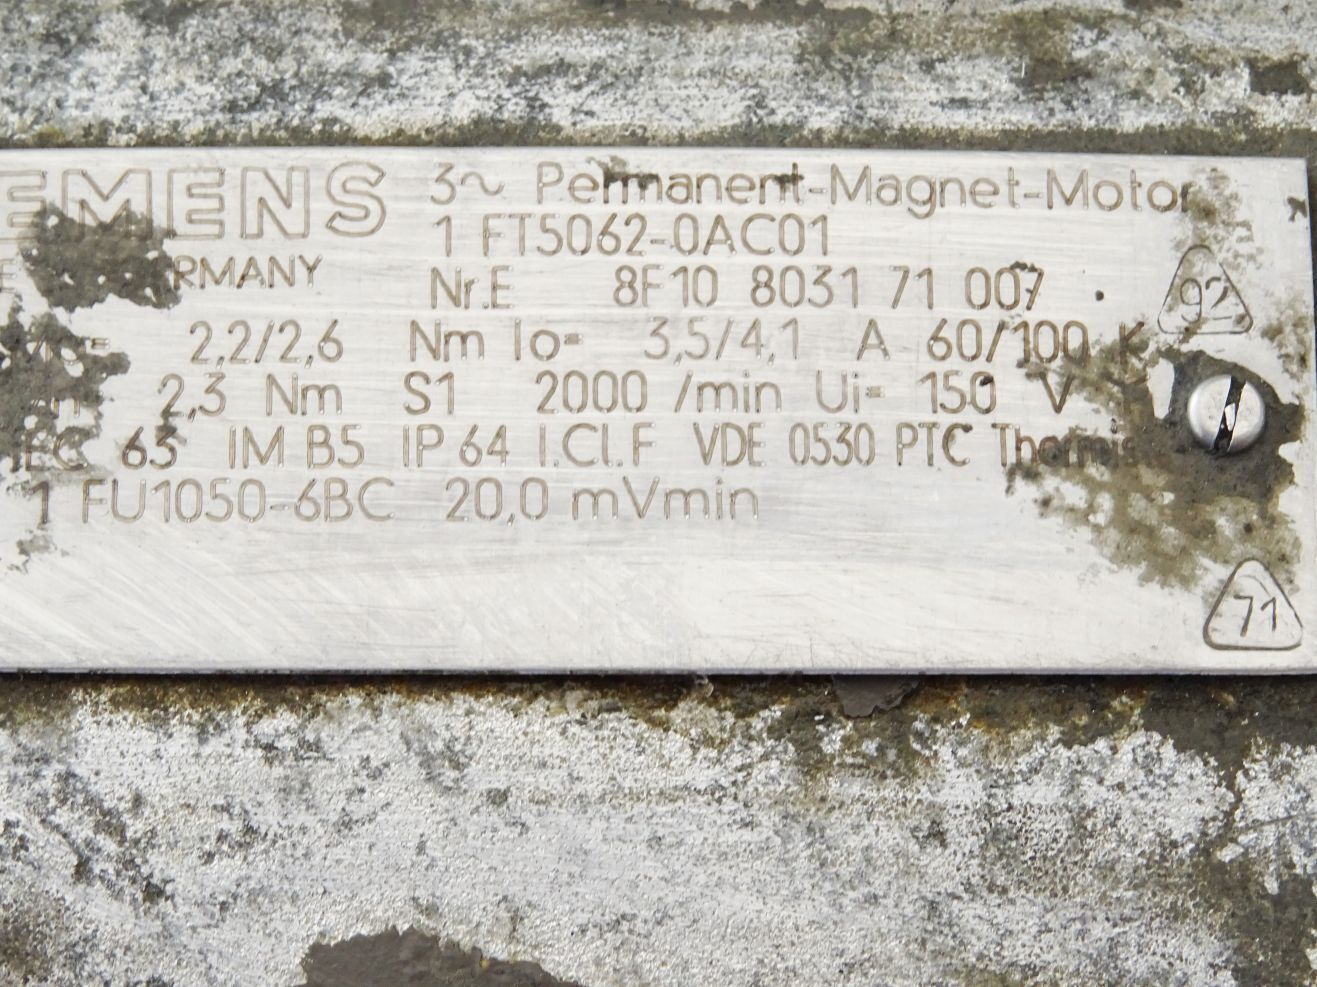 EMENS 3~ Permanent-Magnet-Motor
1 FT5062-0AC01
RMANY Nr.E 8F10 8031 71 007 .
92
2,2/2,6 Nm Io= 3,5/4,1 A 60/100 K
2,3 Nm S1 2000 /min Ui= 150 V
IEC 63 IM B5 IP 64 I.Cl.F VDE 0530 PTC Thermis
1 FU1050-6BC 20,0 mVmin
71